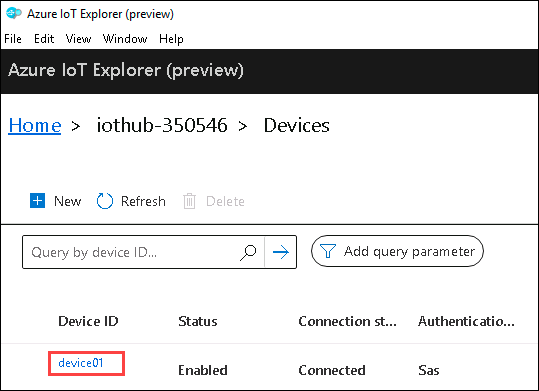 Azure IoT Explorer (preview)
File Edit View Window Help
Azure IoT Explorer (preview)
Home > iothub-350546 > Devices
New Refresh Delete
Query by device ID... Add query parameter
Device ID Status Connection st... Authenticatio...
device01 Enabled Connected Sas